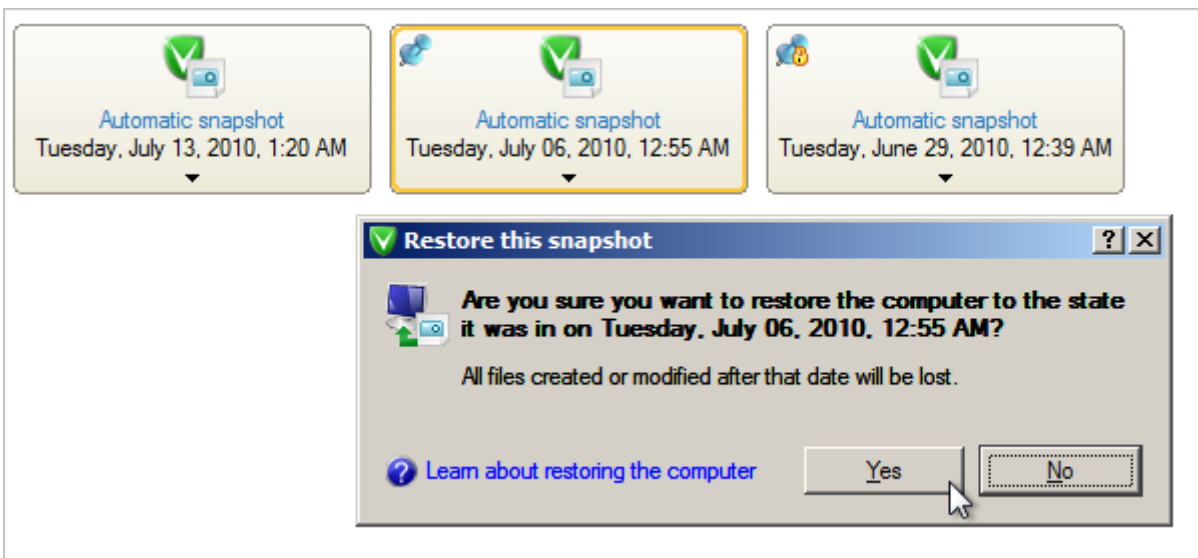 Automatic snapshot
Tuesday, July 13, 2010, 1:20 AM
Automatic snapshot
Tuesday, July 06, 2010, 12:55 AM
Automatic snapshot
Tuesday, June 29, 2010, 12:39 AM
Restore this snapshot
Are you sure you want to restore the computer to the state
it was in on Tuesday, July 06, 2010, 12:55 AM?
All files created or modified after that date will be lost.
Learn about restoring the computer
Yes
No